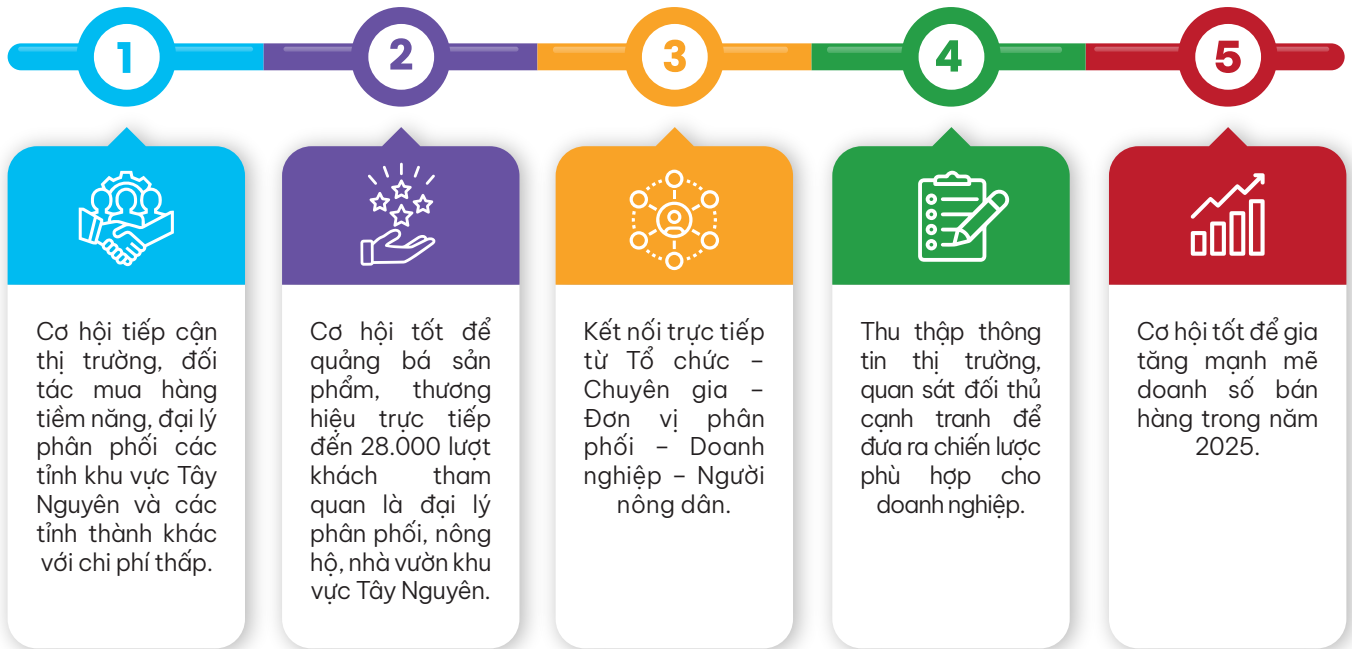 1
2
3
4
5
Cơ hội tiếp cận
thị trường, đối
tác mua hàng
tiềm năng, đại lý
phân phối các
tỉnh khu vực Tây
Nguyên và các
tỉnh thành khác
với chi phí thấp.
Cơ hội tốt để
quảng bá sản
phẩm, thương
hiệu trực tiếp
đến 28.000 lượt
khách tham
quan là đại lý
phân phối, nông
hộ, nhà vườn khu
vực Tây Nguyên.
Kết nối trực tiếp
từ Tổ chức –
Chuyên gia –
Đơn vị phân
phối – Doanh
nghiệp – Người
nông dân.
Thu thập thông
tin thị trường,
quan sát đối thủ
cạnh tranh để
đưa ra chiến lược
phù hợp cho
doanh nghiệp.
Cơ hội tốt để gia
tăng mạnh mẽ
doanh số bán
hàng trong năm
2025.